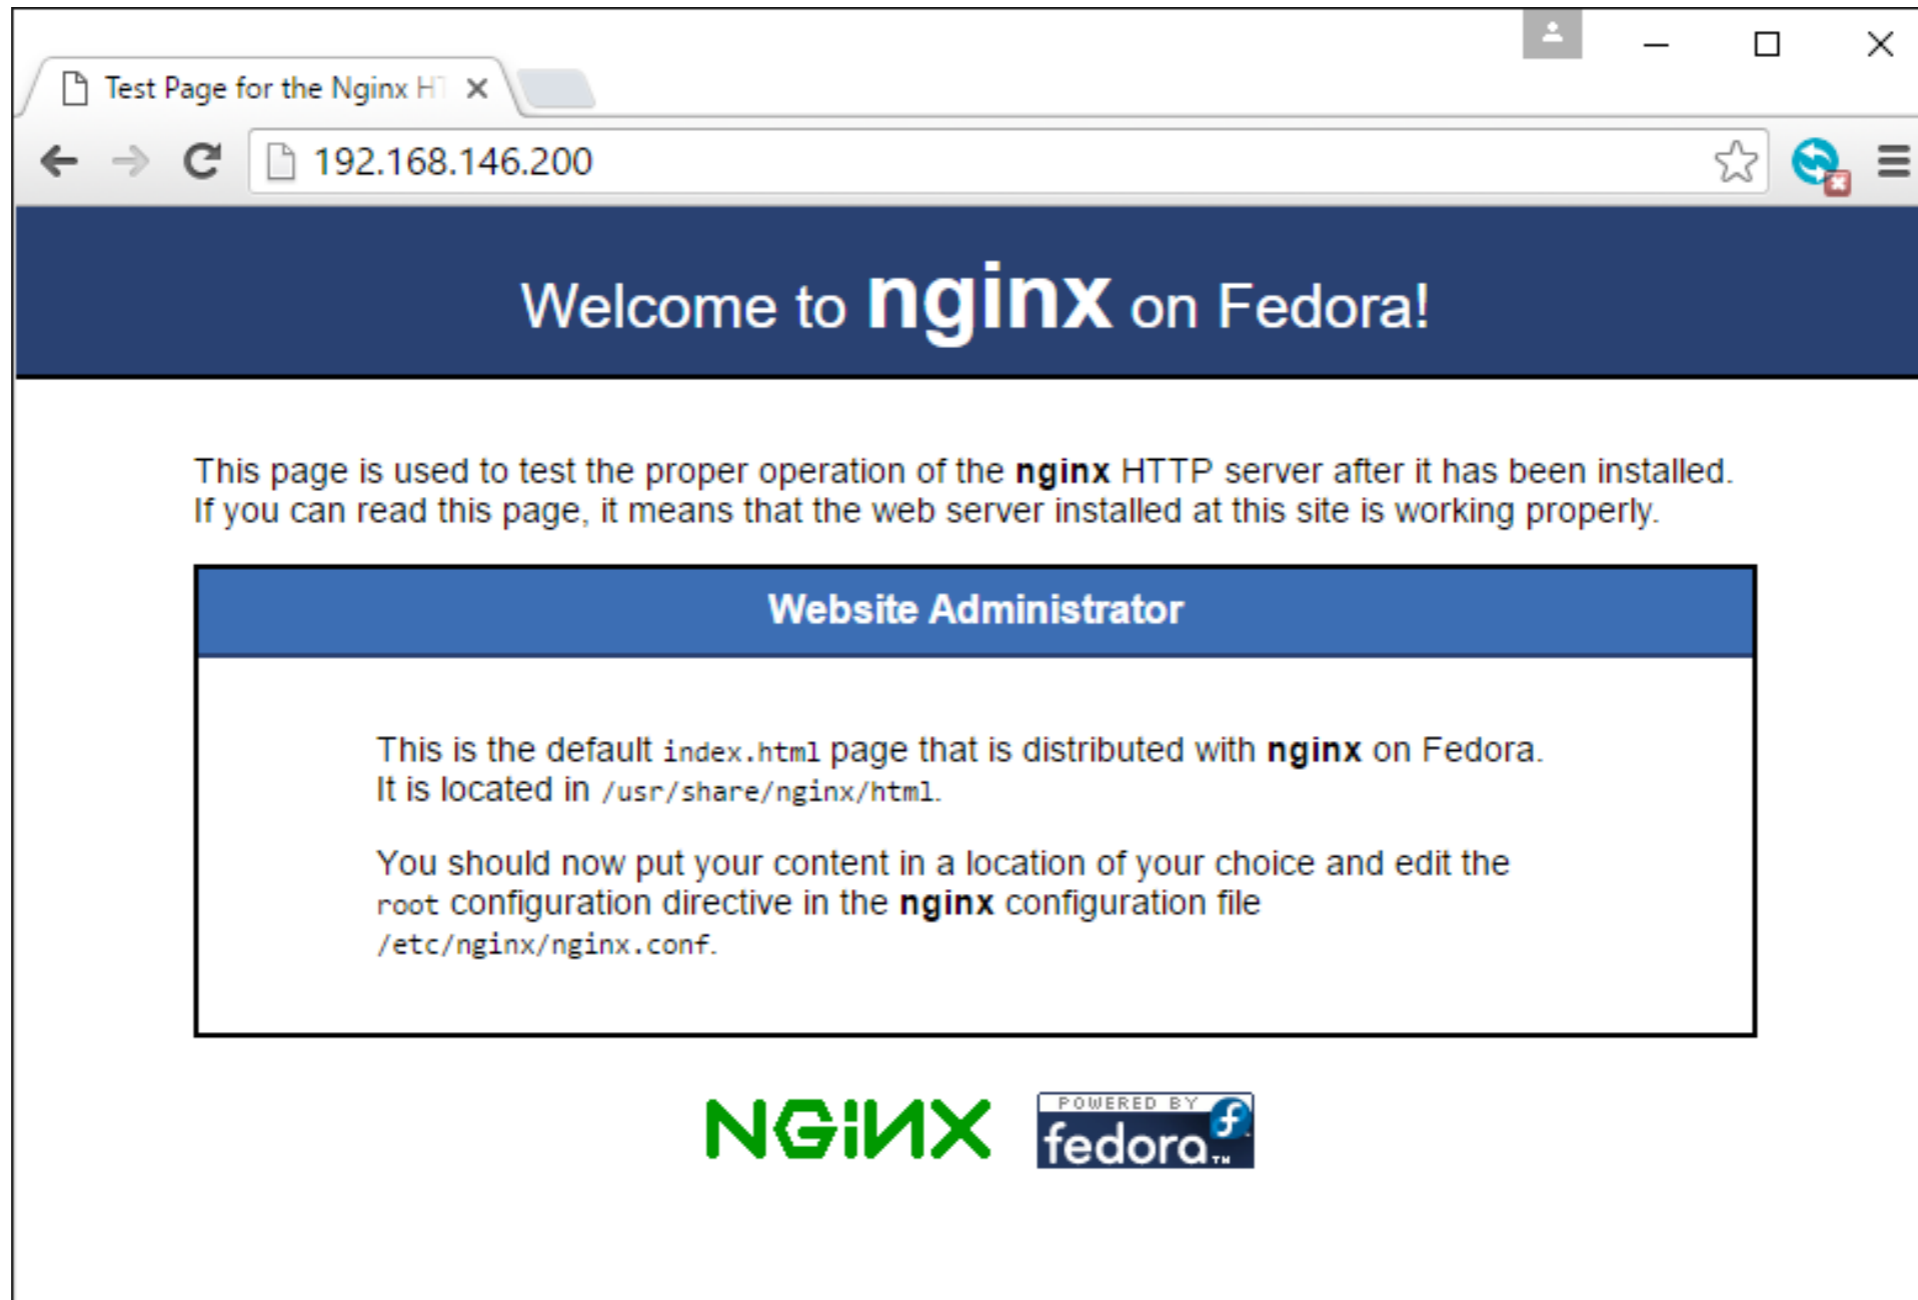 Test Page for the Nginx HT
192.168.146.200
Welcome to nginx on Fedora!
This page is used to test the proper operation of the nginx HTTP server after it has been installed.
If you can read this page, it means that the web server installed at this site is working properly.
Website Administrator
This is the default index.html page that is distributed with nginx on Fedora.
It is located in /usr/share/nginx/html.
You should now put your content in a location of your choice and edit the
root configuration directive in the nginx configuration file
/etc/nginx/nginx.conf.
NGiNX
POWERED BY
fedora™